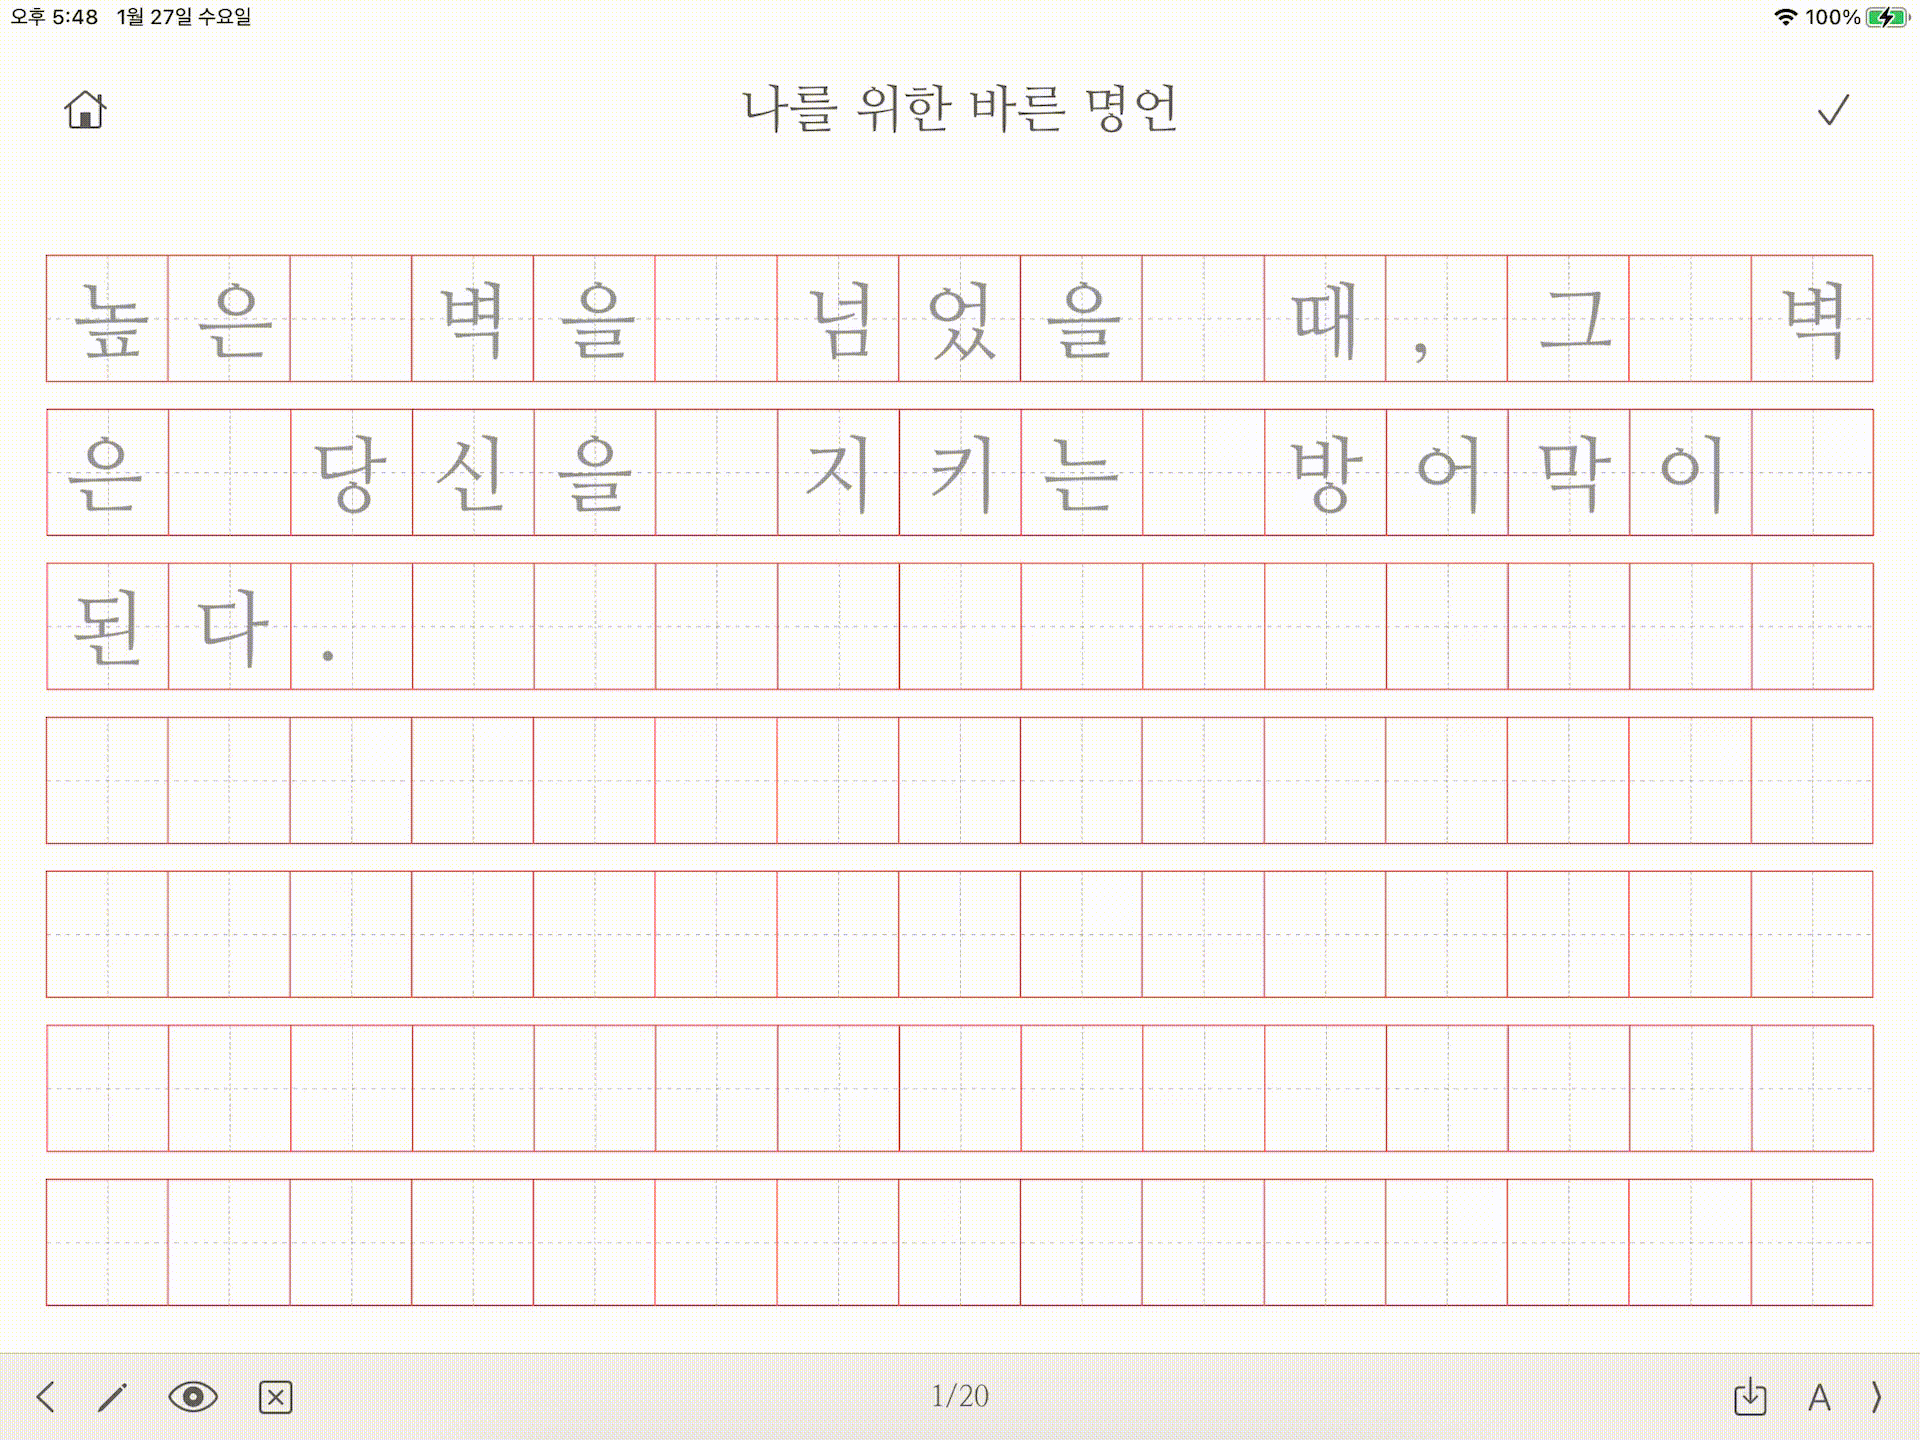 오후 5:48 1월 27일 수요일 100%
나를 위한 바른 명언
높은 벽을 넘었을 때, 그 벽
은 당신을 지키는 방어막이
된다.
1/20
A